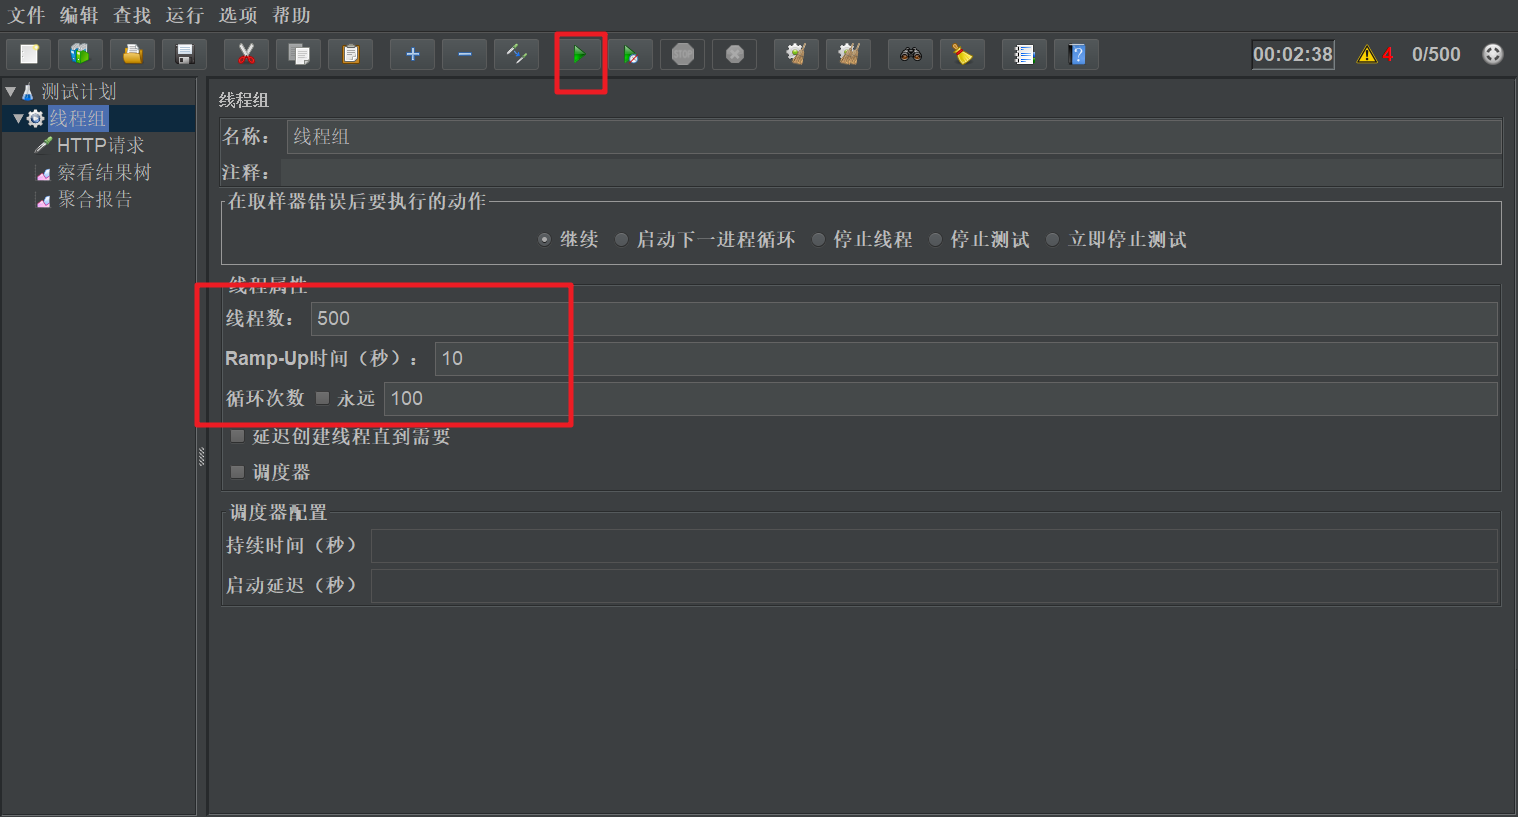 文件 编辑 查找 运行 选项 帮助
STOP 00:02:38 4 0/500
测试计划
线程组
HTTP请求
察看结果树
聚合报告
线程组
名称： 线程组
注释：
在取样器错误后要执行的动作
继续 启动下一进程循环 停止线程 停止测试 立即停止测试
线程属性
线程数： 500
Ramp-Up时间（秒）： 10
循环次数 永远 100
延迟创建线程直到需要
调度器
调度器配置
持续时间（秒）
启动延迟（秒）